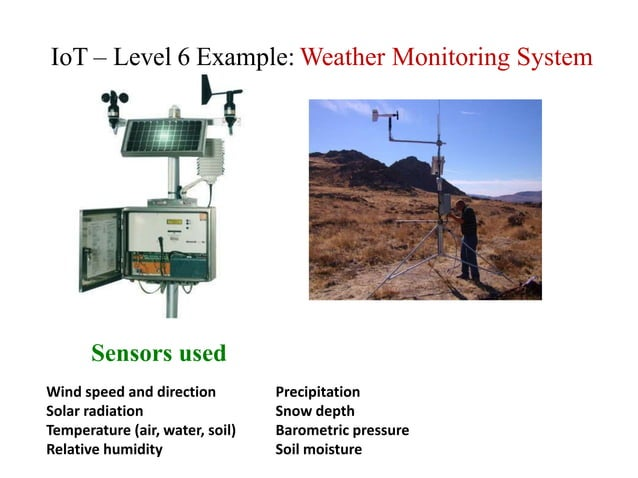 IoT – Level 6 Example: Weather Monitoring System
Sensors used
Wind speed and direction
Solar radiation
Temperature (air, water, soil)
Relative humidity
Precipitation
Snow depth
Barometric pressure
Soil moisture